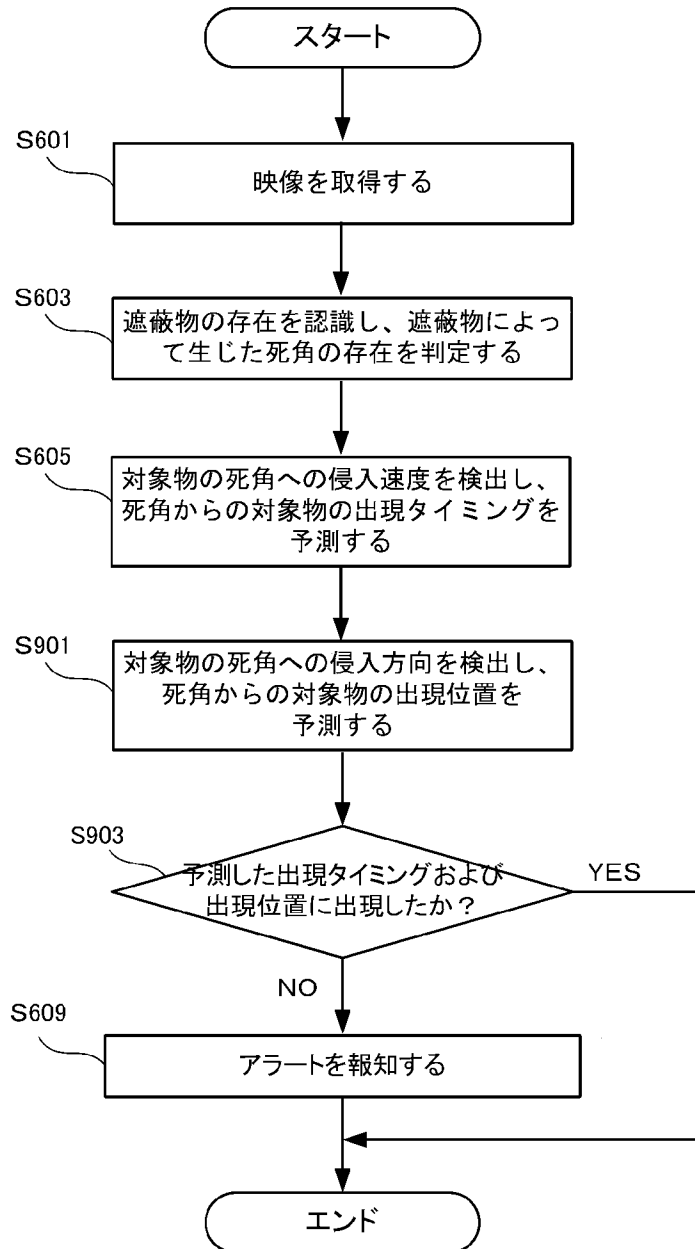 スタート
S601
映像を取得する
S603
遮蔽物の存在を認識し、遮蔽物によっ
て生じた死角の存在を判定する
S605
対象物の死角への侵入速度を検出し、
死角からの対象物の出現タイミングを
予測する
S901
対象物の死角への侵入方向を検出し、
死角からの対象物の出現位置を
予測する
S903
予測した出現タイミングおよび
出現位置に出現したか？
YES
NO
S609
アラートを報知する
エンド